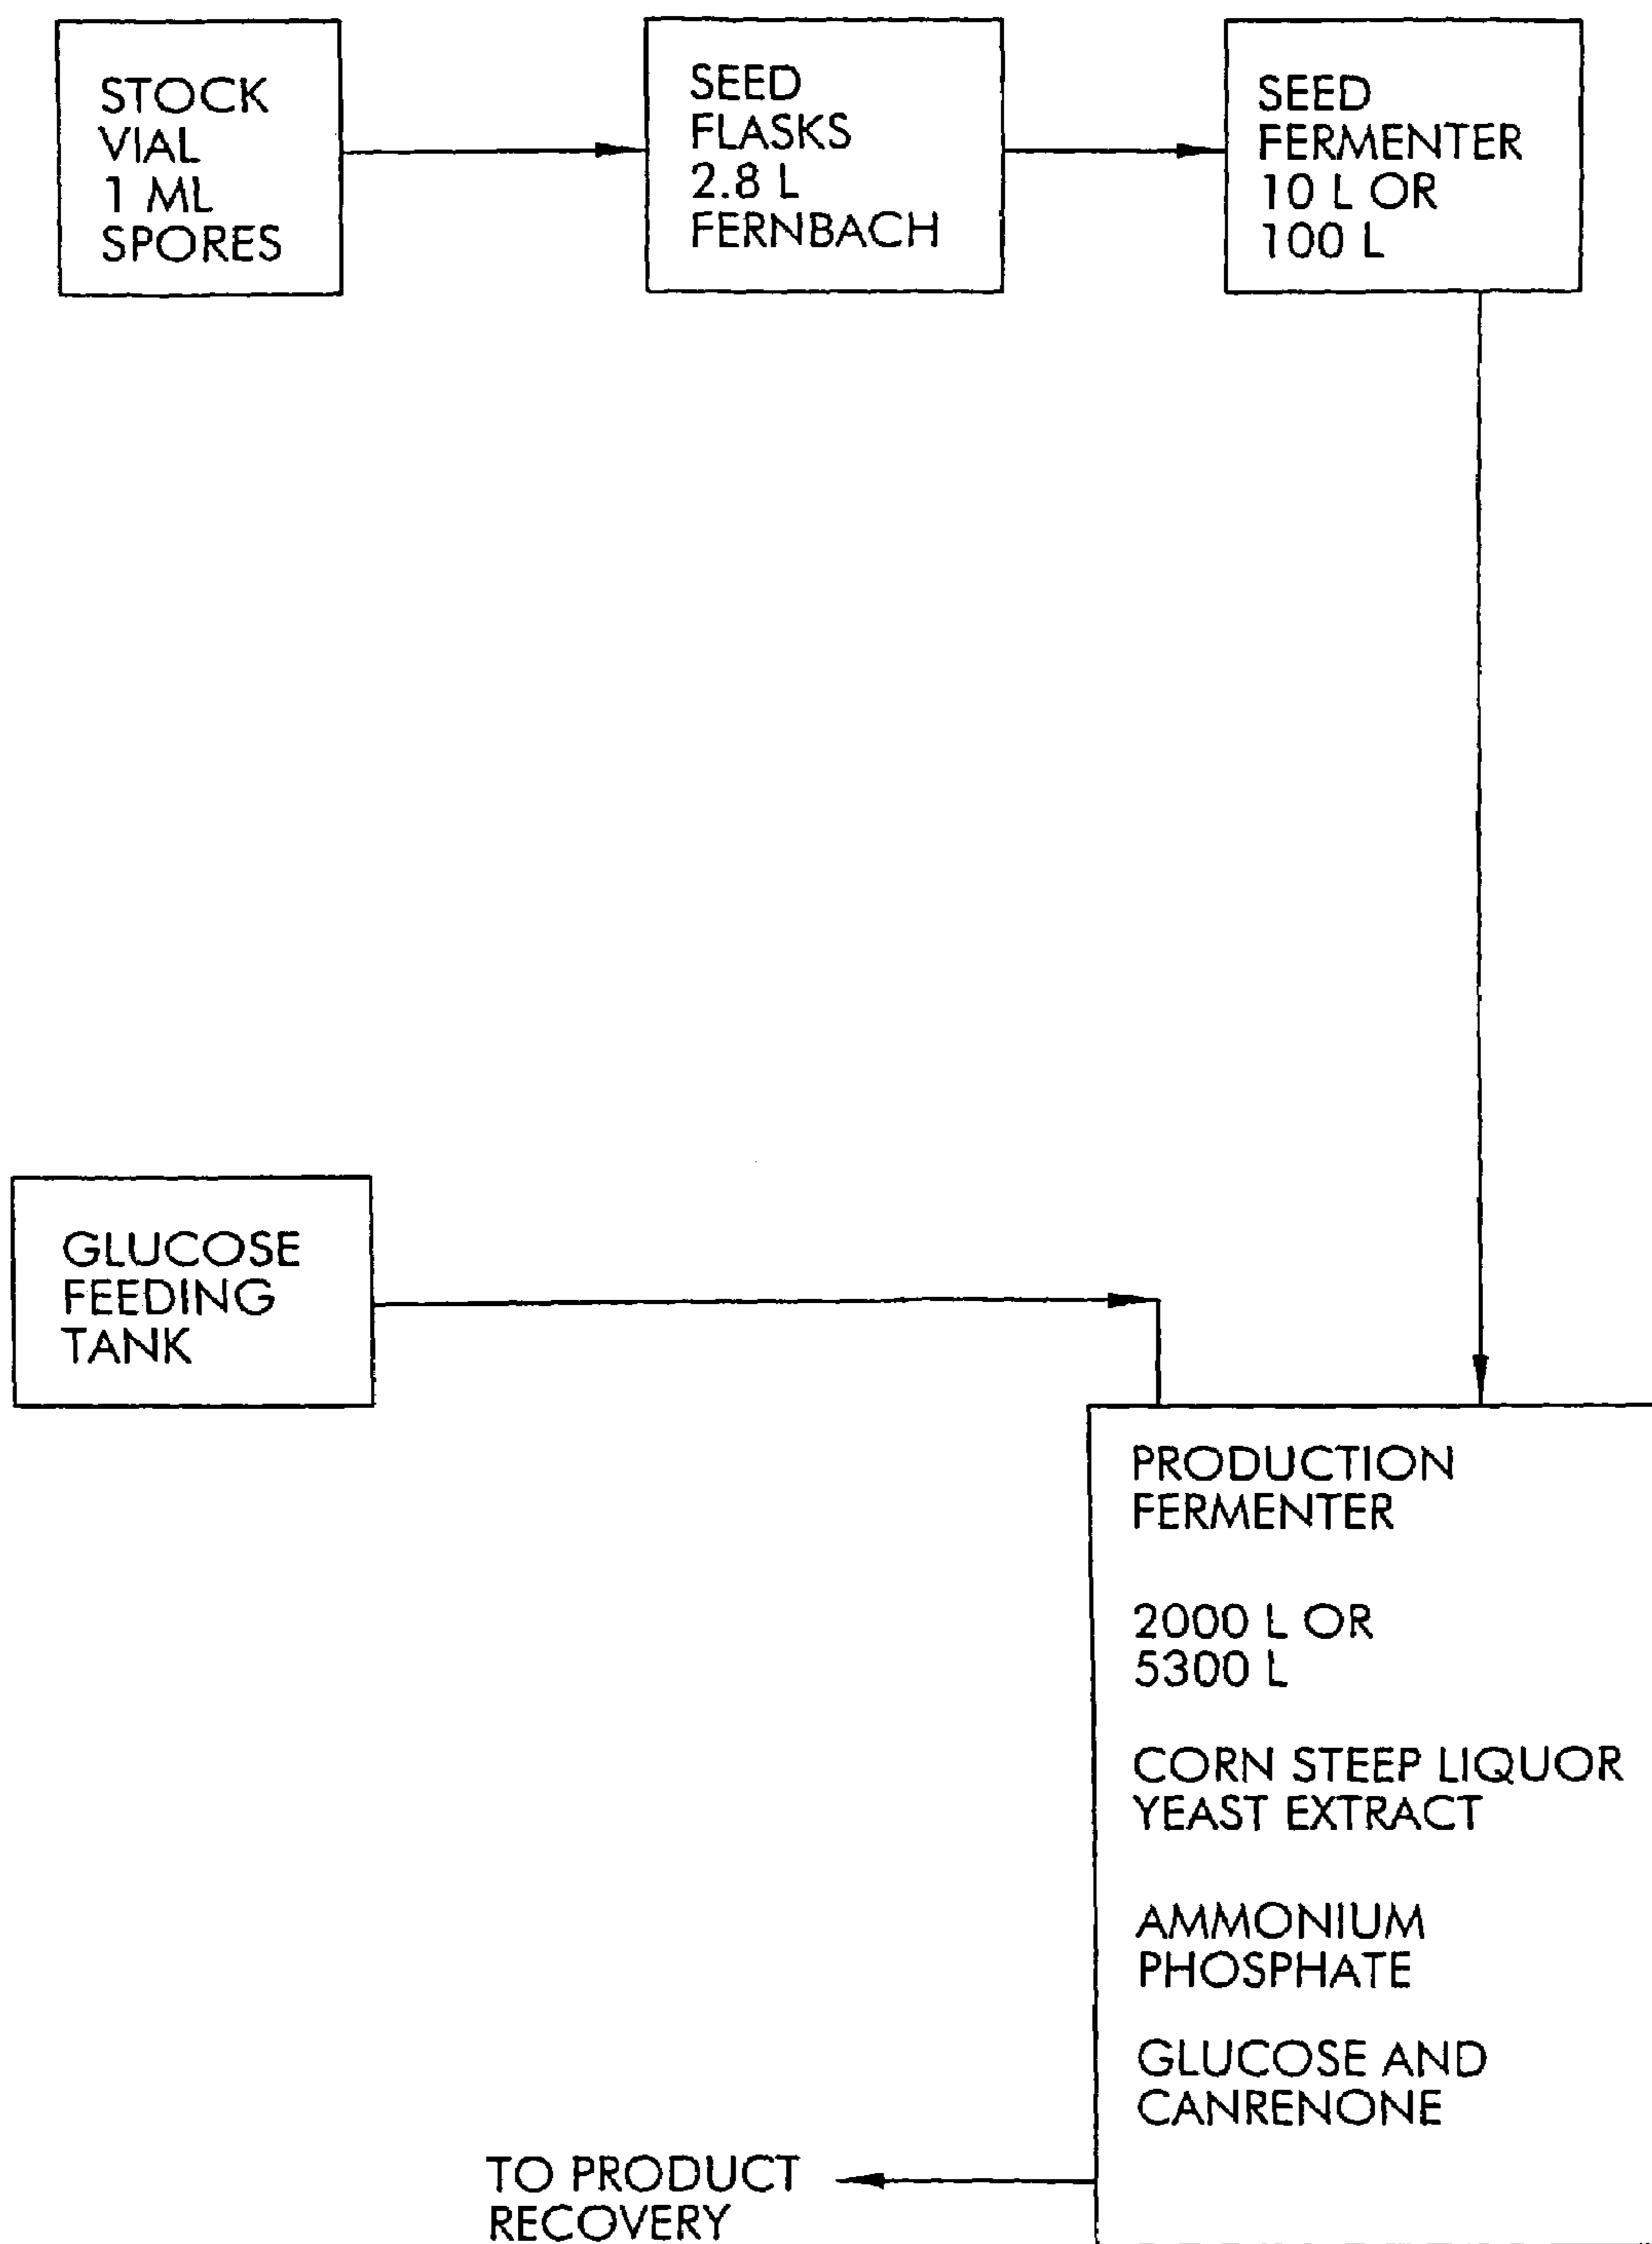 STOCK
VIAL
1 ML
SPORES
SEED
FLASKS
2.8 L
FERNBACH
SEED
FERMENTER
10 L OR
100 L
GLUCOSE
FEEDING
TANK
PRODUCTION
FERMENTER
2000 L OR
5300 L
CORN STEEP LIQUOR
YEAST EXTRACT
AMMONIUM
PHOSPHATE
GLUCOSE AND
CANRENONE
TO PRODUCT
RECOVERY